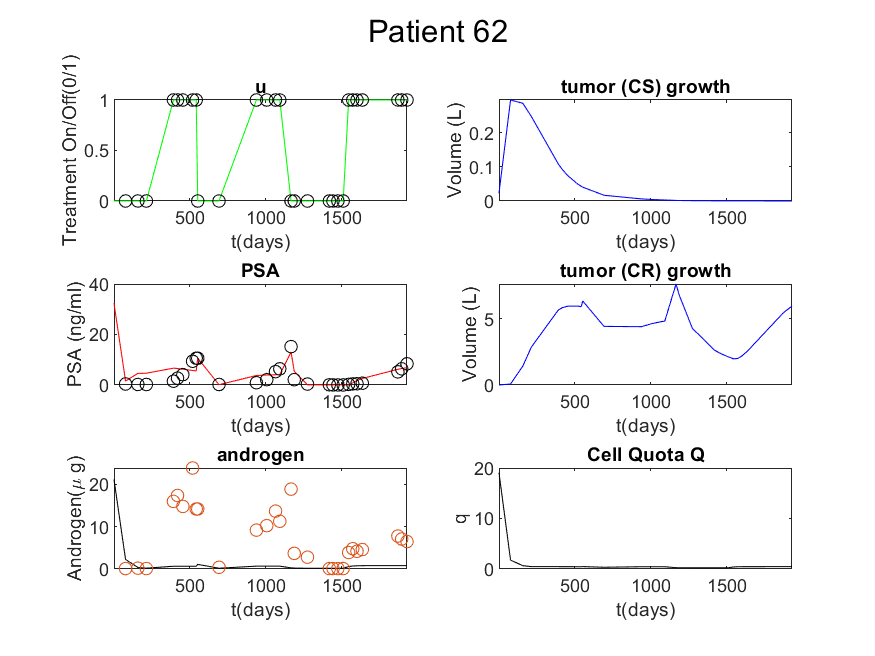 Patient 62
u
Treatment On/Off(0/1)
1
0.5
0
500
1000
1500
t(days)
tumor (CS) growth
Volume (L)
0.2
0.1
0
500
1000
1500
t(days)
PSA
PSA (ng/ml)
40
20
0
500
1000
1500
t(days)
tumor (CR) growth
Volume (L)
5
0
500
1000
1500
t(days)
androgen
Androgen(μ g)
20
10
0
500
1000
1500
t(days)
Cell Quota Q
q
20
10
0
500
1000
1500
t(days)